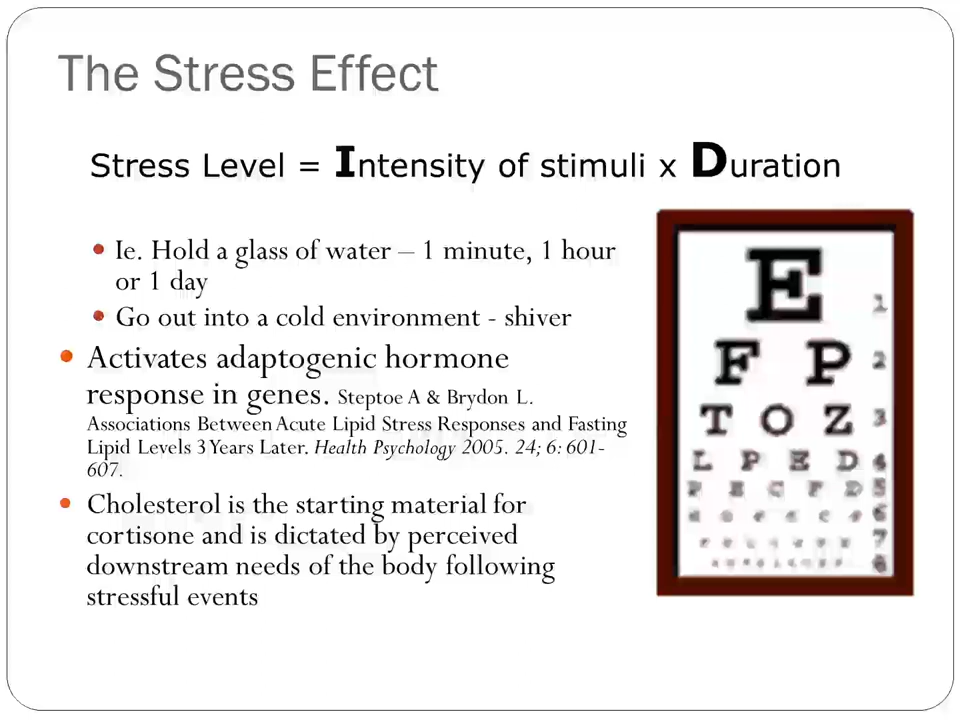 The Stress Effect
Stress Level = Intensity of stimuli x Duration
Ie. Hold a glass of water – 1 minute, 1 hour
or 1 day
Go out into a cold environment - shiver
Activates adaptogenic hormone
response in genes. Steptoe A & Brydon L.
Associations Between Acute Lipid Stress Responses and Fasting
Lipid Levels 3 Years Later. Health Psychology 2005. 24; 6: 601-
607.
Cholesterol is the starting material for
cortisone and is dictated by perceived
downstream needs of the body following
stressful events
E 1
F P 2
T O Z 3
L P E D 4
P E C F D 5
6
7